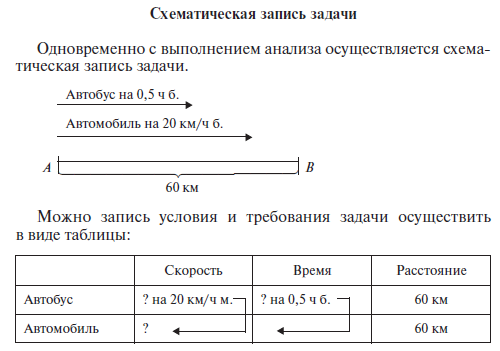 Схематическая запись задачи
Одновременно с выполнением анализа осуществляется схема-
тическая запись задачи.
Автобус на 0,5 ч б.
Автомобиль на 20 км/ч б.
A B
60 км
Можно запись условия и требования задачи осуществить
в виде таблицы:
Скорость Время Расстояние
Автобус ? на 20 км/ч м. ? на 0,5 ч б. 60 км
Автомобиль ? 60 км